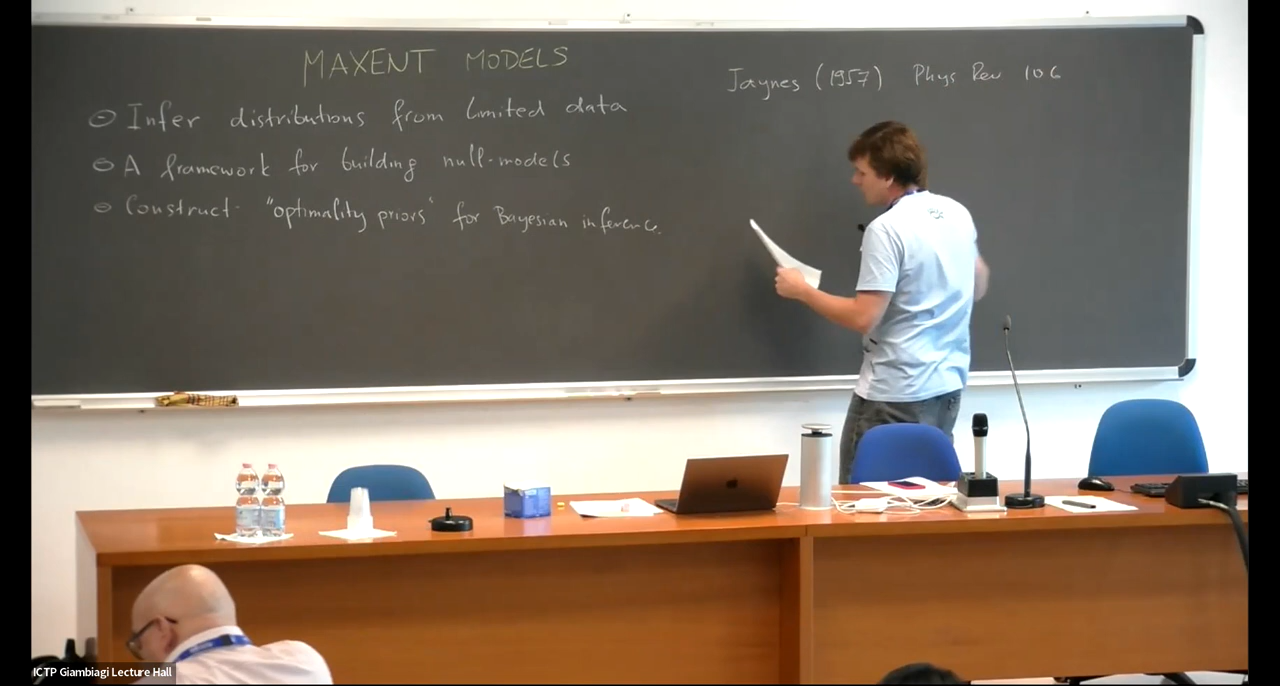 MAXENT MODELS
Infer distributions from limited data
A framework for building null-models
Construct "optimality priors" for Bayesian inference.
Jaynes (1957) Phys Rev 106
ICTP Giambiagi Lecture Hall